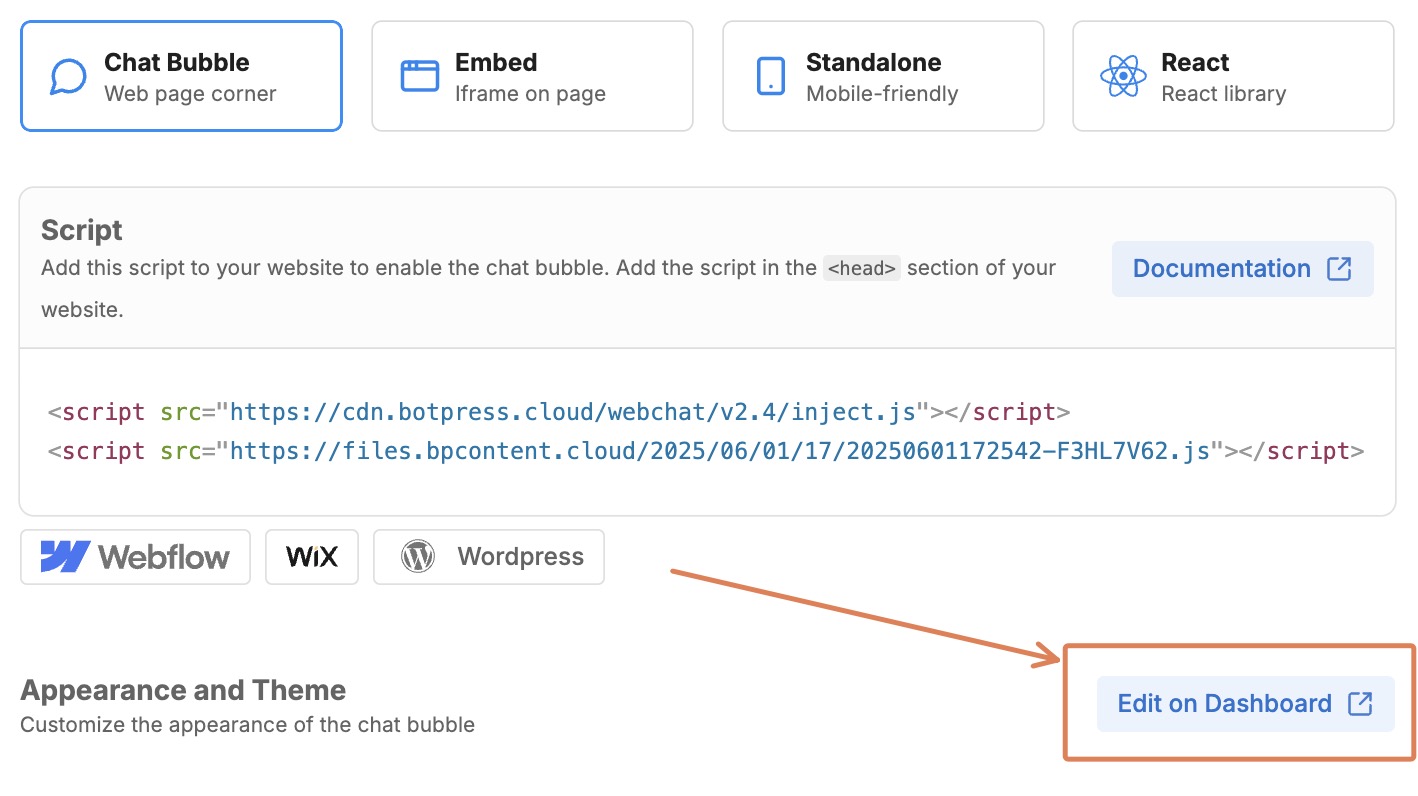 Chat Bubble
Web page corner
Embed
Iframe on page
Standalone
Mobile-friendly
React
React library
Script
Add this script to your website to enable the chat bubble. Add the script in the <head> section of your
website.
Documentation
<script src="https://cdn.botpress.cloud/webchat/v2.4/inject.js"></script>
<script src="https://files.bpcontent.cloud/2025/06/01/17/20250601172542-F3HL7V62.js"></script>
Webflow
WiX
Wordpress
Appearance and Theme
Customize the appearance of the chat bubble
Edit on Dashboard